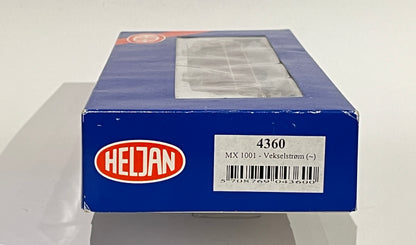 HELJAN
4360
MX 1001 - Vekselstrøm (~)
5 708769 043600